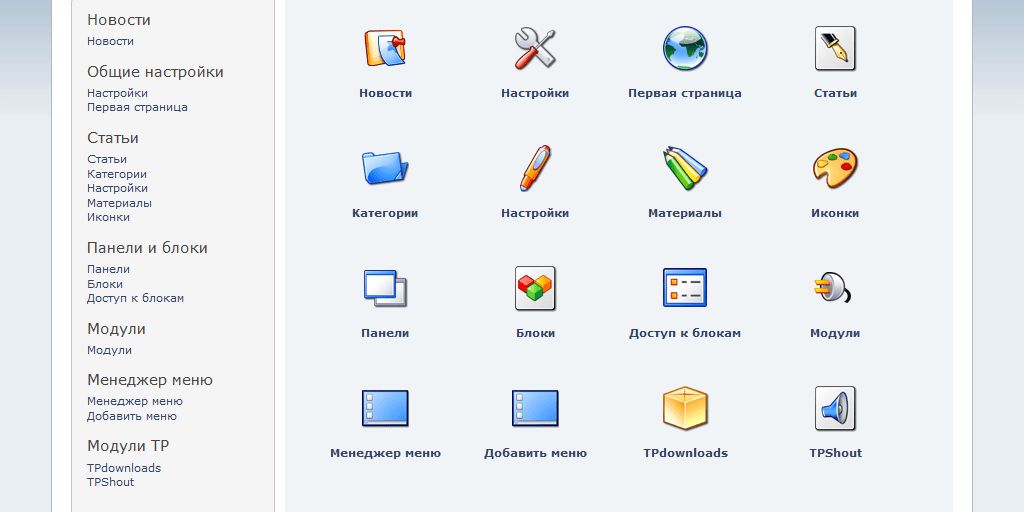 Новости
Новости
Общие настройки
Настройки
Первая страница
Статьи
Статьи
Категории
Настройки
Материалы
Иконки
Панели и блоки
Панели
Блоки
Доступ к блокам
Модули
Модули
Менеджер меню
Менеджер меню
Добавить меню
Модули TP
TPdownloads
TPShout
Новости Настройки Первая страница Статьи
Категории Настройки Материалы Иконки
Панели Блоки Доступ к блокам Модули
Менеджер меню Добавить меню TPdownloads TPShout